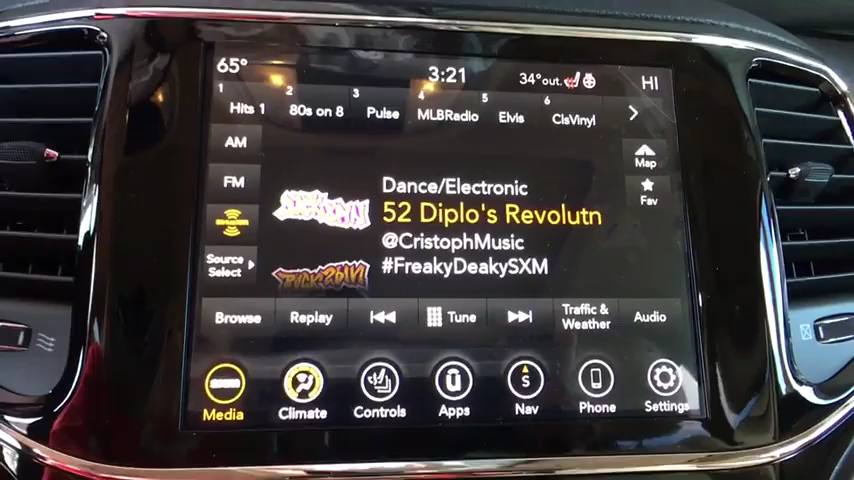 65°
3:21
34°out.
HI
1 Hits 1
2 80s on 8
3 Pulse
4 MLBRadio
5 Elvis
6 ClsVinyl
AM
FM
Source
Select
Map
Fav
Dance/Electronic
52 Diplo's Revolutn
@CristophMusic
#FreakyDeakySXM
Browse
Replay
Tune
Traffic &
Weather
Audio
Media
Climate
Controls
Apps
S
Nav
Phone
Settings